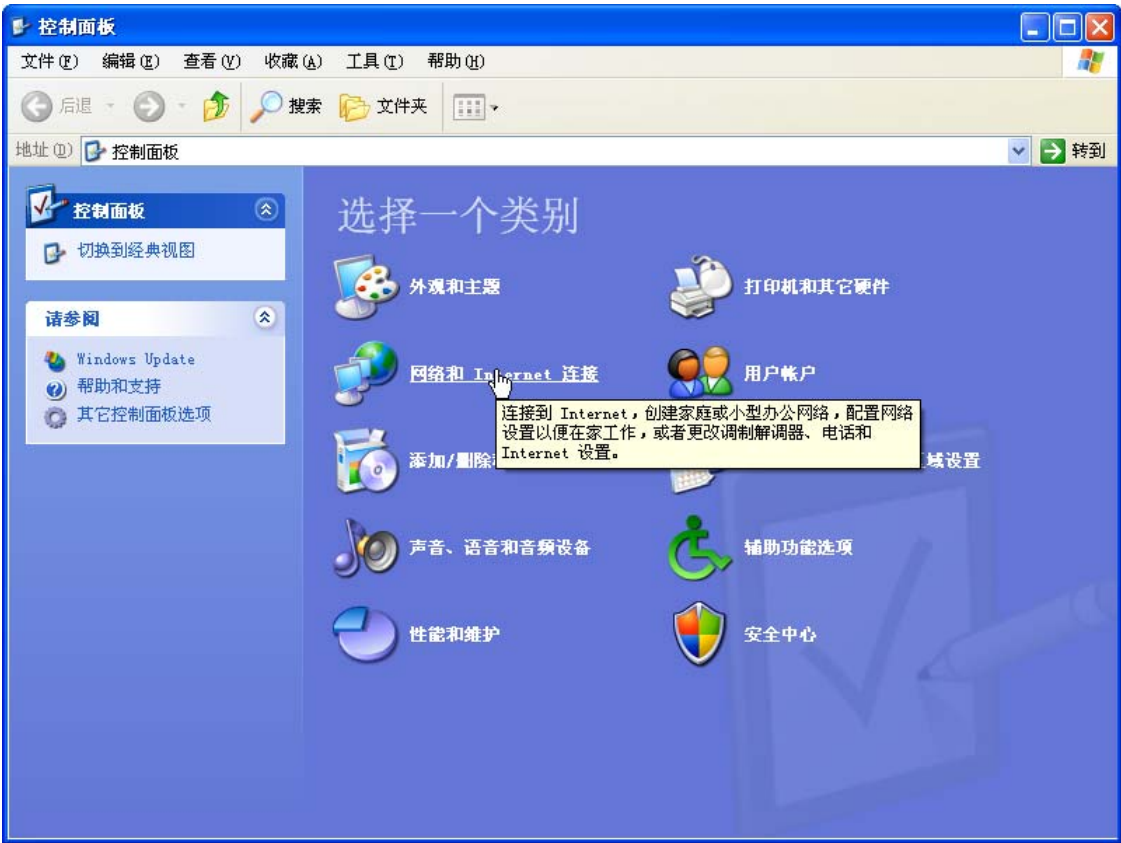 控制面板
文件(F) 编辑(E) 查看(V) 收藏(A) 工具(T) 帮助(H)
后退 搜索 文件夹
地址(D) 控制面板 转到
控制面板
切换到经典视图
请参阅
Windows Update
帮助和支持
其它控制面板选项
选择一个类别
外观和主题 打印机和其它硬件
网络和 Internet 连接 用户帐户
连接到 Internet，创建家庭或小型办公网络，配置网络
设置以便在家工作，或者更改调制解调器、电话和
Internet 设置。
添加/删除 域设置
声音、语音和音频设备 辅助功能选项
性能和维护 安全中心